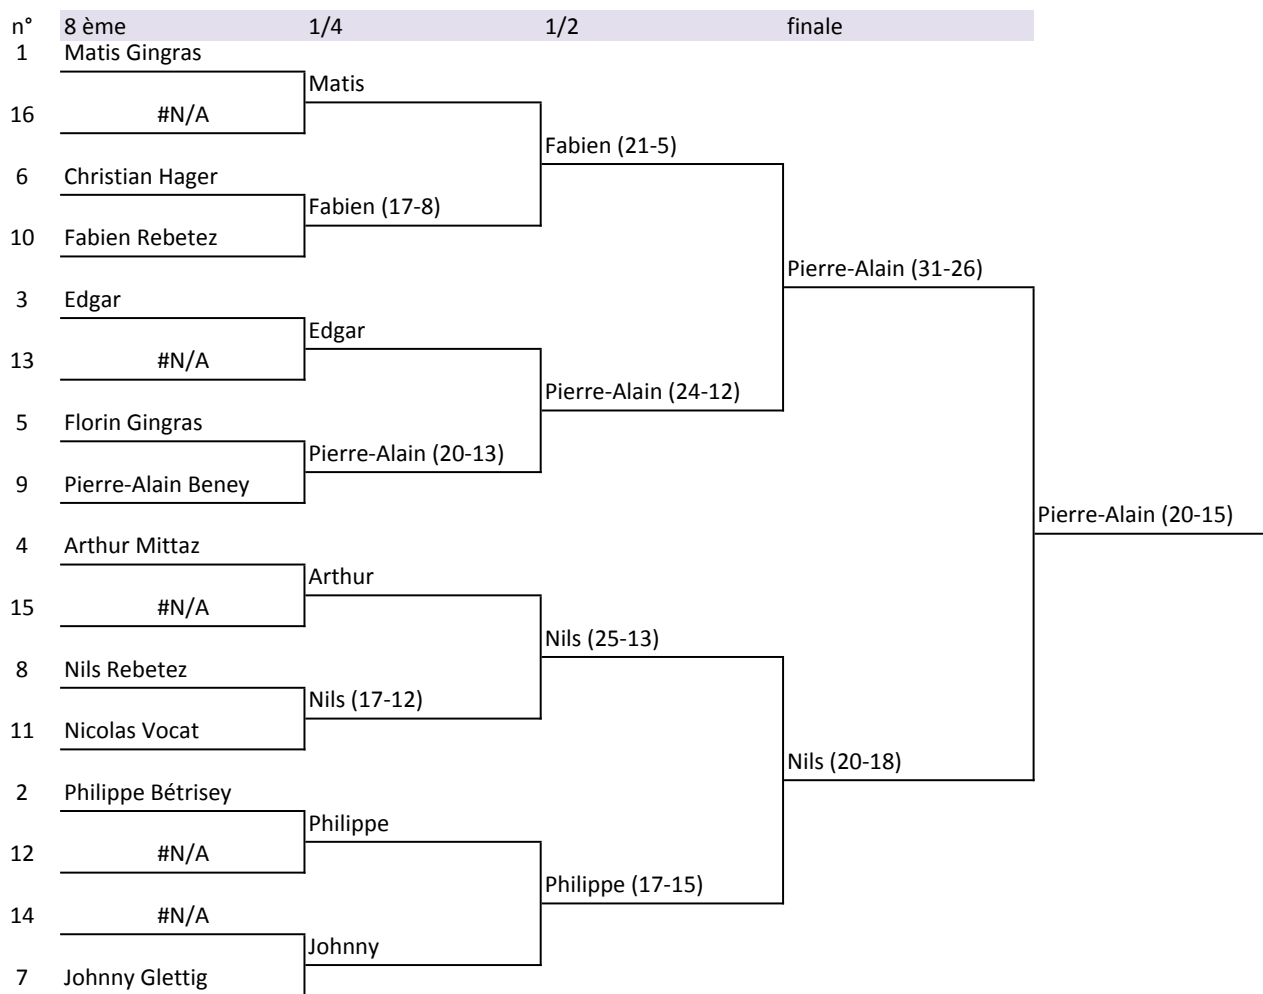 n° 8 ème 1/4 1/2 finale
1 Matis Gingras
Matis
16 #N/A
Fabien (21-5)
6 Christian Hager
Fabien (17-8)
10 Fabien Rebetez
Pierre-Alain (31-26)
3 Edgar
Edgar
13 #N/A
Pierre-Alain (24-12)
5 Florin Gingras
Pierre-Alain (20-13)
9 Pierre-Alain Beney
Pierre-Alain (20-15)
4 Arthur Mittaz
Arthur
15 #N/A
Nils (25-13)
8 Nils Rebetez
Nils (17-12)
11 Nicolas Vocat
Nils (20-18)
2 Philippe Bétrisey
Philippe
12 #N/A
Philippe (17-15)
14 #N/A
Johnny
7 Johnny Glettig